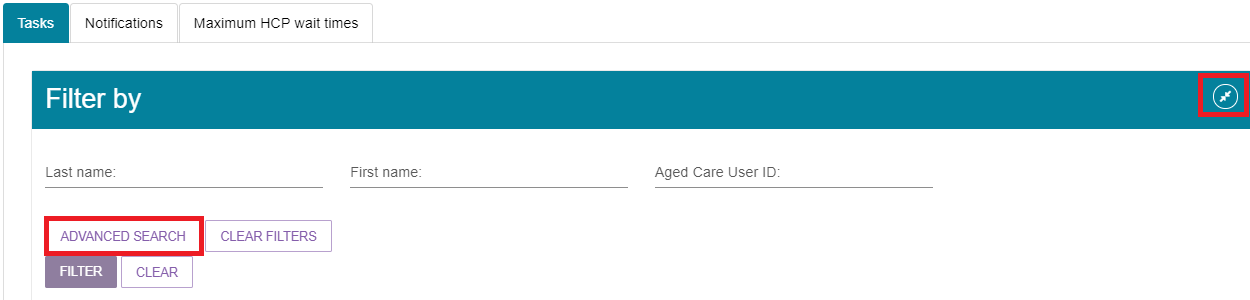 Tasks Notifications Maximum HCP wait times
Filter by
Last name: First name: Aged Care User ID:
ADVANCED SEARCH CLEAR FILTERS
FILTER CLEAR